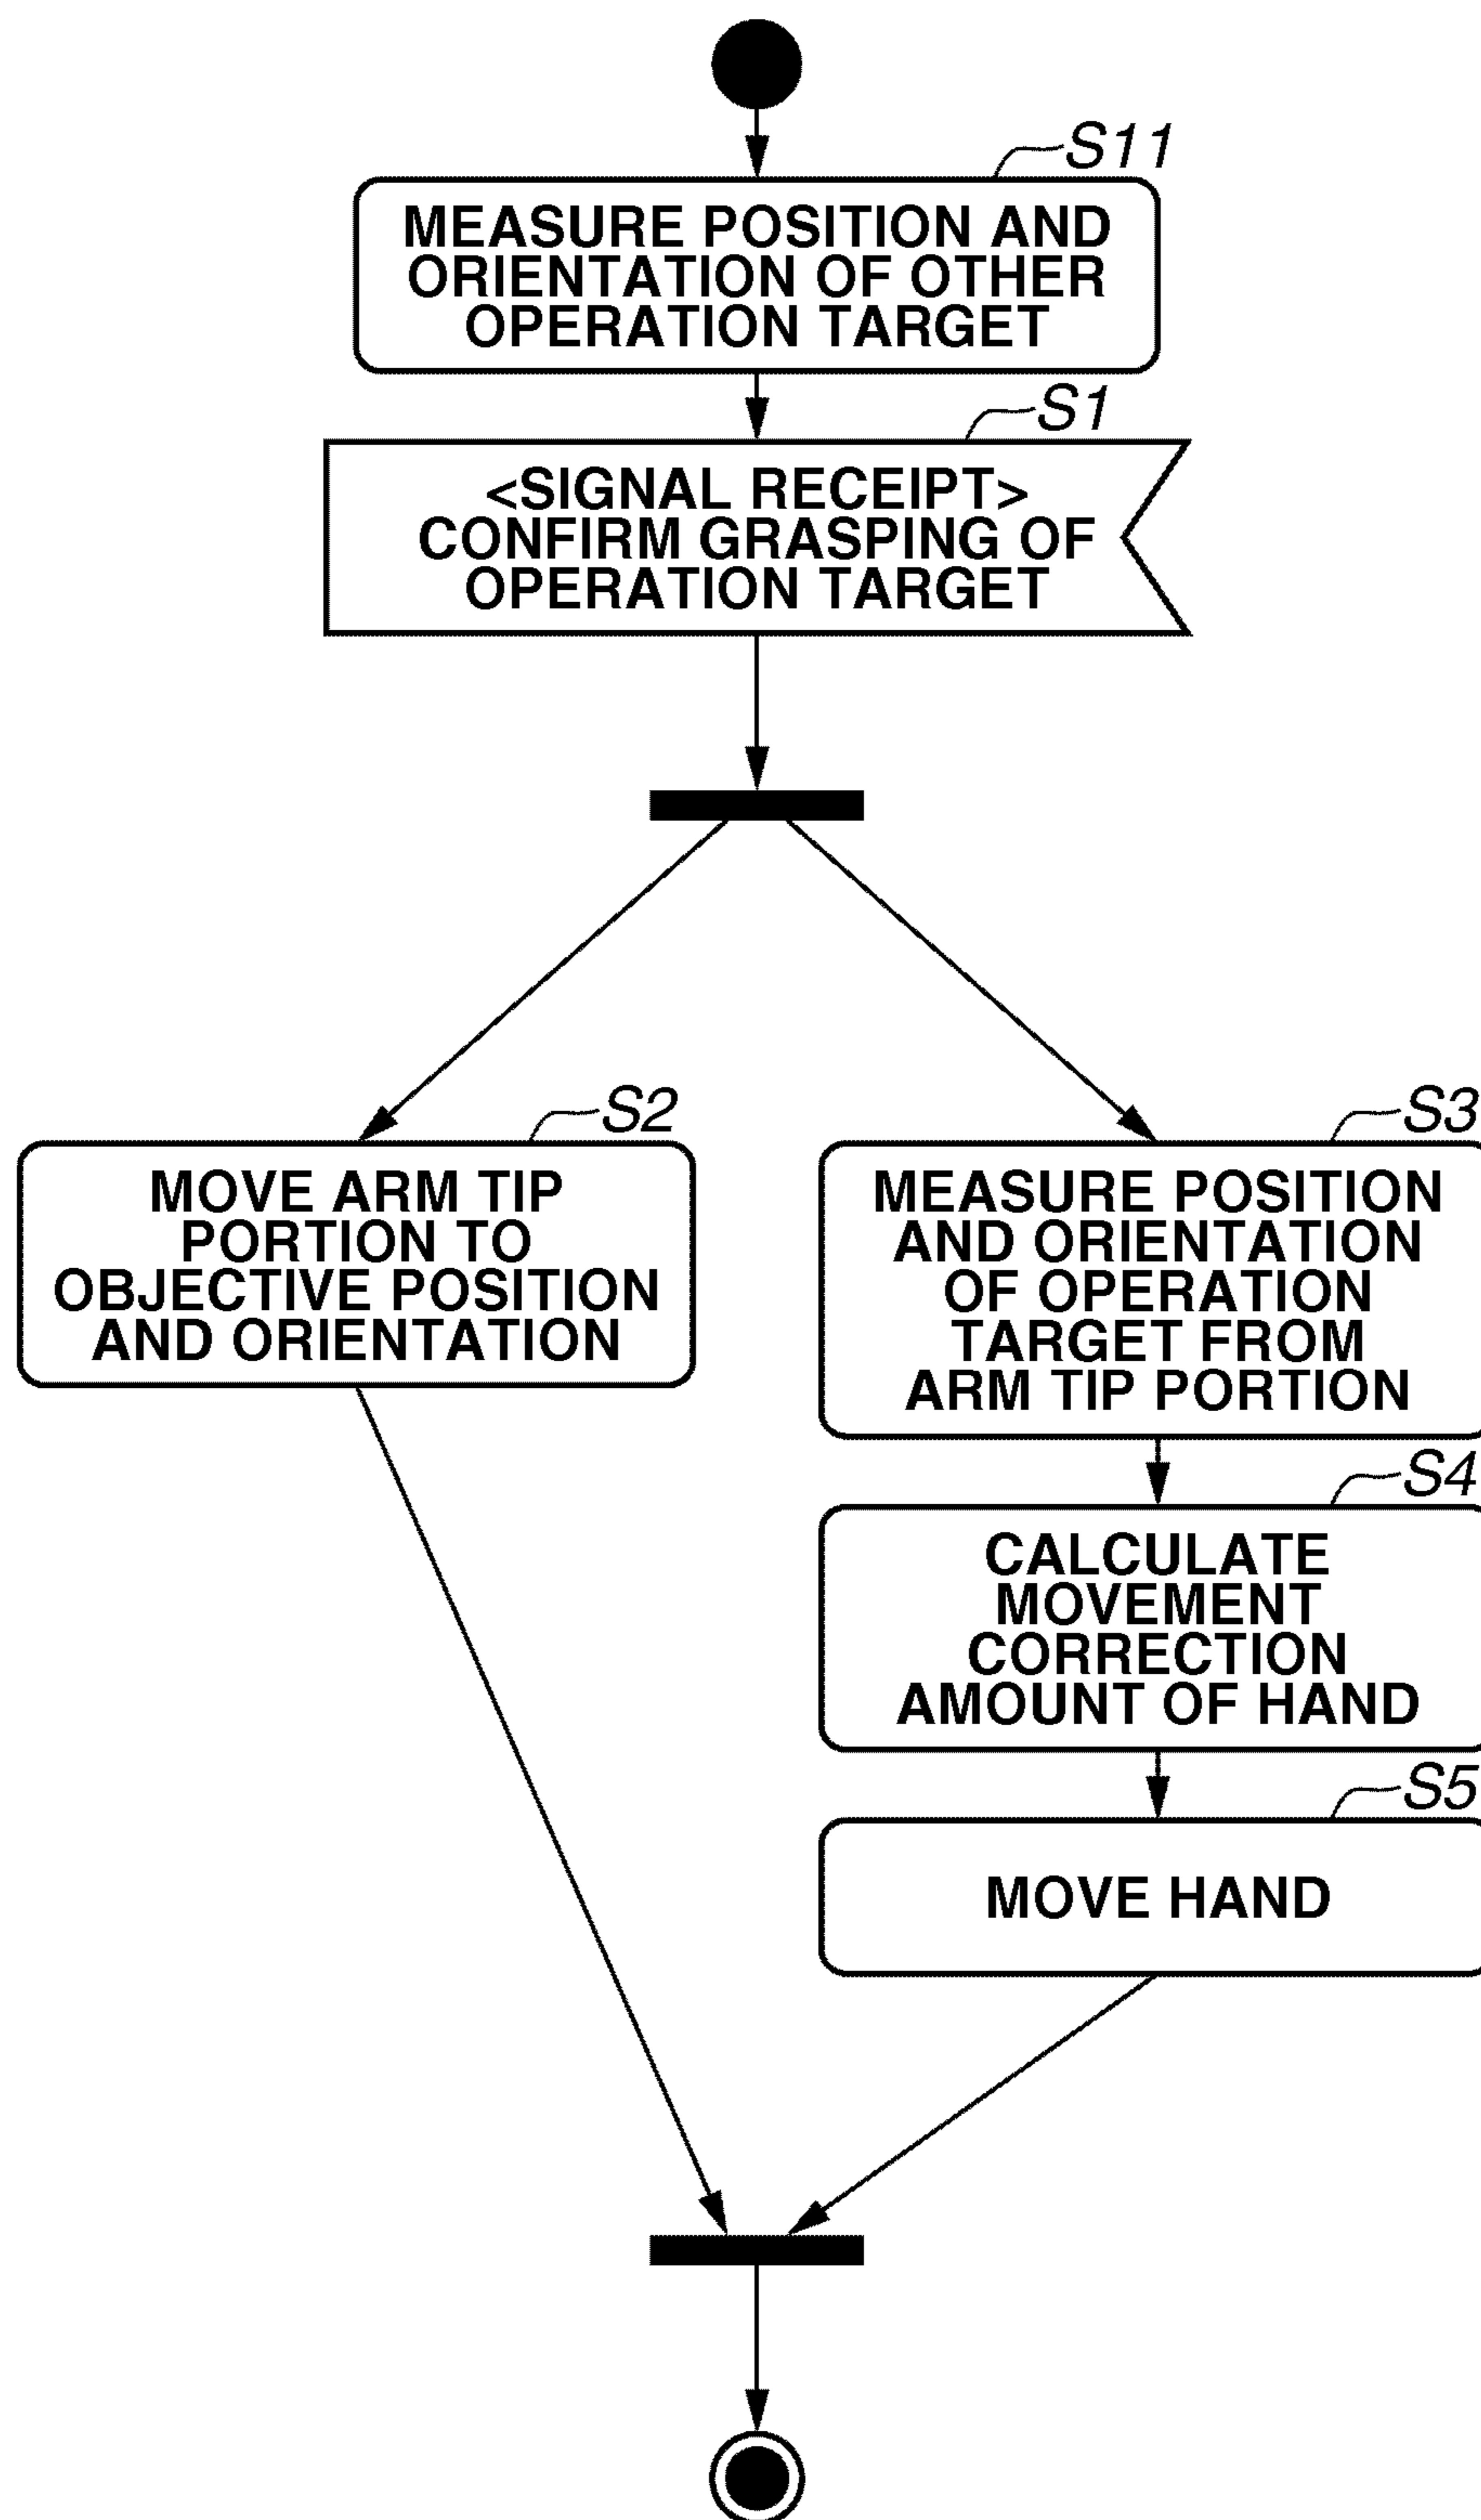 S11
MEASURE POSITION AND
ORIENTATION OF OTHER
OPERATION TARGET
S1
<SIGNAL RECEIPT>
CONFIRM GRASPING OF
OPERATION TARGET
S2
MOVE ARM TIP
PORTION TO
OBJECTIVE POSITION
AND ORIENTATION
S3
MEASURE POSITION
AND ORIENTATION
OF OPERATION
TARGET FROM
ARM TIP PORTION
S4
CALCULATE
MOVEMENT
CORRECTION
AMOUNT OF HAND
S5
MOVE HAND